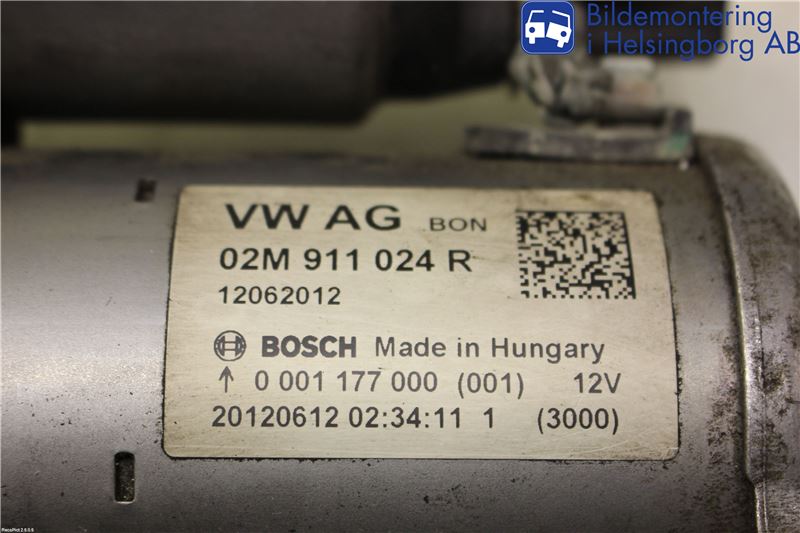 Bildemontering
i Helsingborg AB
VW AG BON
02M 911 024 R
12062012
BOSCH Made in Hungary
↑ 0 001 177 000 (001) 12V
20120612 02:34:11 1 (3000)